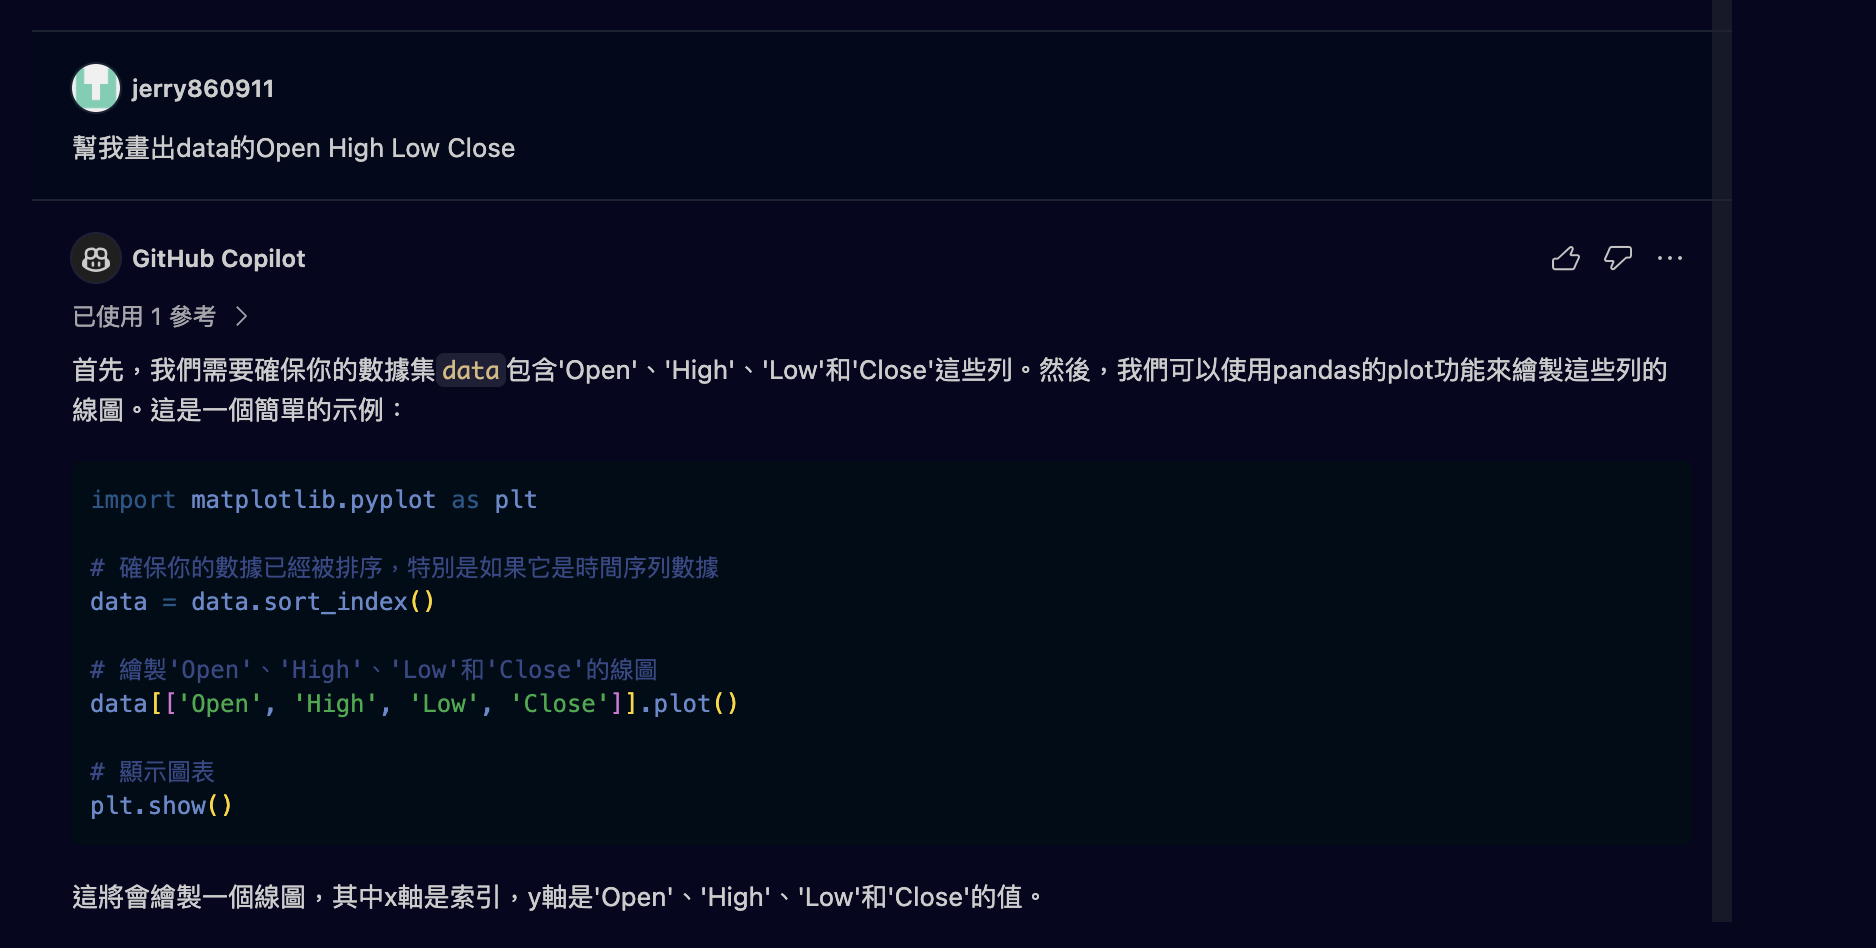 jerry860911
幫我畫出data的Open High Low Close
GitHub Copilot
已使用 1 參考
首先，我們需要確保你的數據集data包含'Open'、'High'、'Low'和'Close'這些列。然後，我們可以使用pandas的plot功能來繪製這些列的
線圖。這是一個簡單的示例：
import matplotlib.pyplot as plt
# 確保你的數據已經被排序，特別是如果它是時間序列數據
data = data.sort_index()
# 繪製'Open'、'High'、'Low'和'Close'的線圖
data[['Open', 'High', 'Low', 'Close']].plot()
# 顯示圖表
plt.show()
這將會繪製一個線圖，其中x軸是索引，y軸是'Open'、'High'、'Low'和'Close'的值。